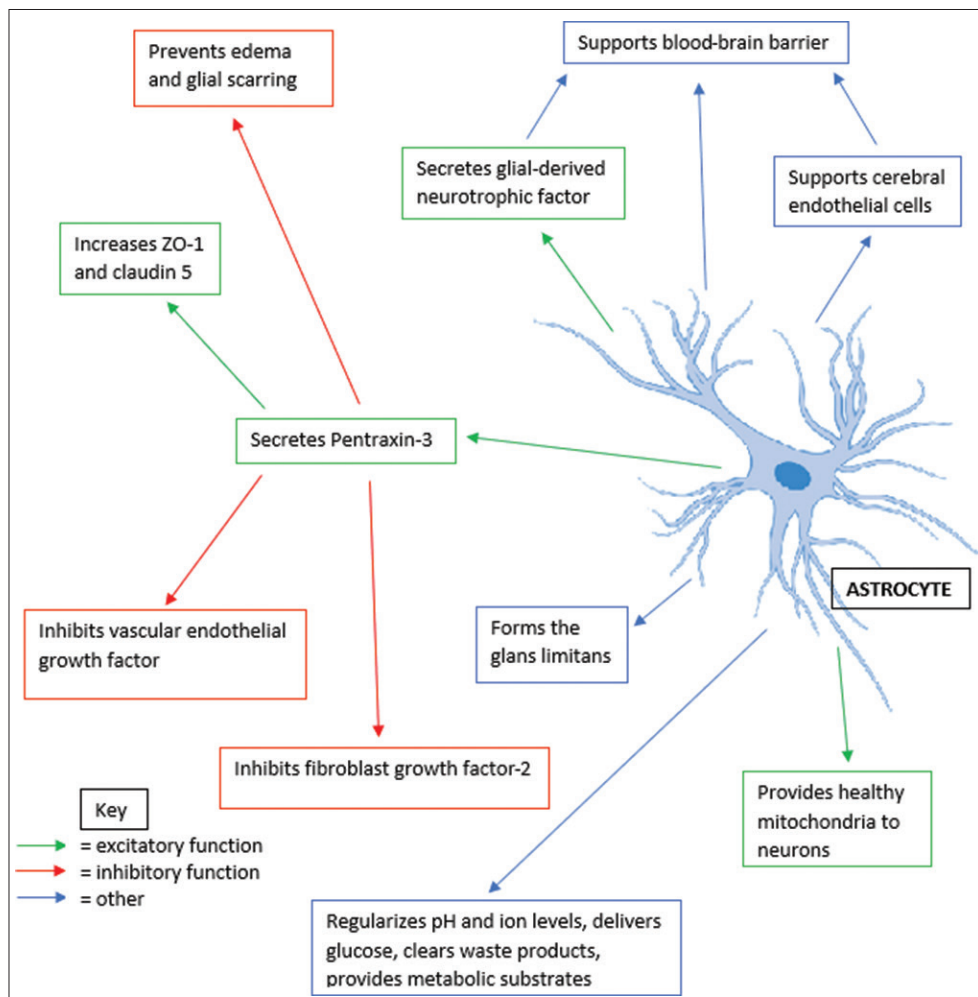 Prevents edema
and glial scarring
Supports blood-brain barrier
Secretes glial-derived
neurotrophic factor
Supports cerebral
endothelial cells
Increases ZO-1
and claudin 5
Secretes Pentraxin-3
ASTROCYTE
Inhibits vascular endothelial
growth factor
Forms the
glans limitans
Inhibits fibroblast growth factor-2
Provides healthy
mitochondria to
neurons
Key
= excitatory function
= inhibitory function
= other
Regularizes pH and ion levels, delivers
glucose, clears waste products,
provides metabolic substrates